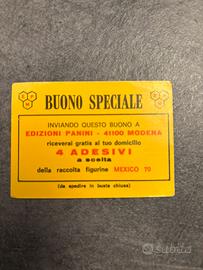 BUONO SPECIALE
INVIANDO QUESTO BUONO A
EDIZIONI PANINI - 41100 MODENA
riceverai gratis al tuo domicilio
4 ADESIVI
a scelta
della raccolta figurine MEXICO 70
(da spedire in busta chiusa)
subito